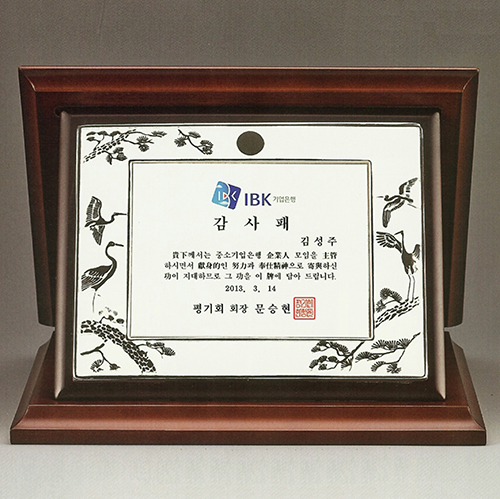 IBK 기업은행
감사패
김성주
貴下께서는 중소기업은행 企業人 모임을 主管
하시면서 獻身的인 努力과 奉仕精神으로 寄與하신
功이 지대하므로 그 功을 이 牌에 담아 드립니다.
2013. 3. 14
평기회 회장 문승현